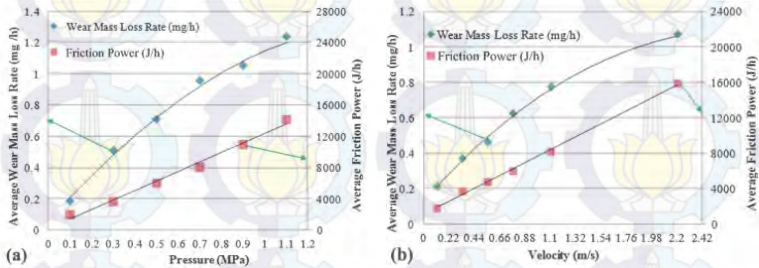 1.4
1.2
1
0.8
0.6
0.4
0.2
0
Average Wear Mass Loss Rate (mg /h)
Wear Mass Loss Rate (mg/h)
Friction Power (J/h)
28000
24000
20000
16000
12000
8000
4000
0
Average Friction Power (J/h)
0 0.1 0.2 0.3 0.4 0.5 0.6 0.7 0.8 0.9 1 1.1 1.2
Pressure (MPa)
(a)
1.2
1
0.8
0.6
0.4
0.2
0
Average Wear Mass Loss Rate (mg/h)
Wear Mass Loss Rate (mg/h)
Friction Power (J/h)
24000
20000
16000
12000
8000
4000
0
Average Friction Power (J/h)
0 0.22 0.44 0.66 0.88 1.1 1.32 1.54 1.76 1.98 2.2 2.42
Velocity (m/s)
(b)